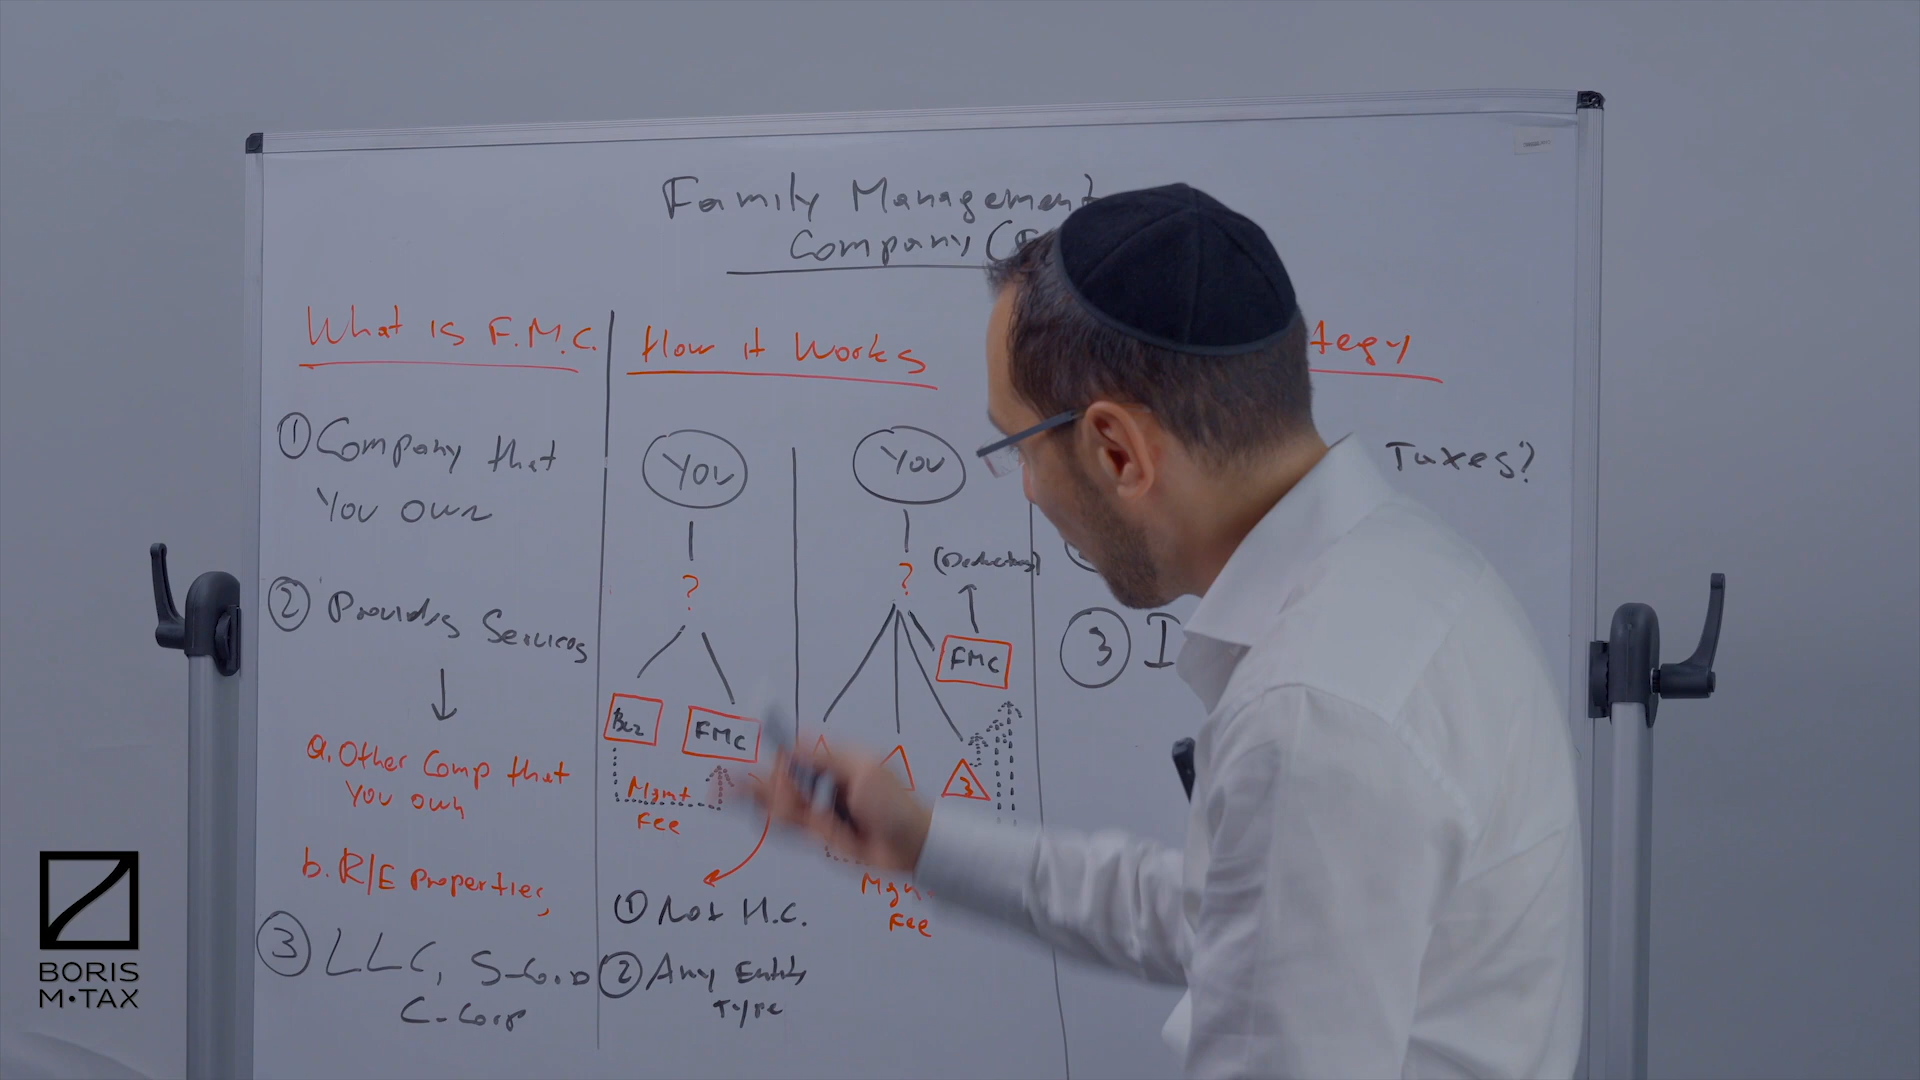 Family Management
Company (
What is F.M.C.
① Company that
You own
② Provides Services
a. Other Comp that
You own
b. R/E Properties,
③ LLC, S-Corp
C-Corp
How it Works
You
?
Biz
FMC
Mgmt
Fee
① Not H.C.
② Any Entity
Type
You
?
(Deductions)
FMC
3
Fee
tegy
Taxes?
③ I
BORIS
M•TAX